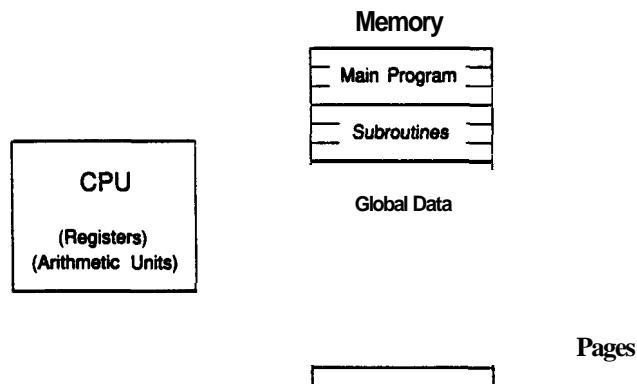 Memory
Main Program
Subroutines
CPU
Global Data
(Registers)
(Arithmetic Units)
Pages